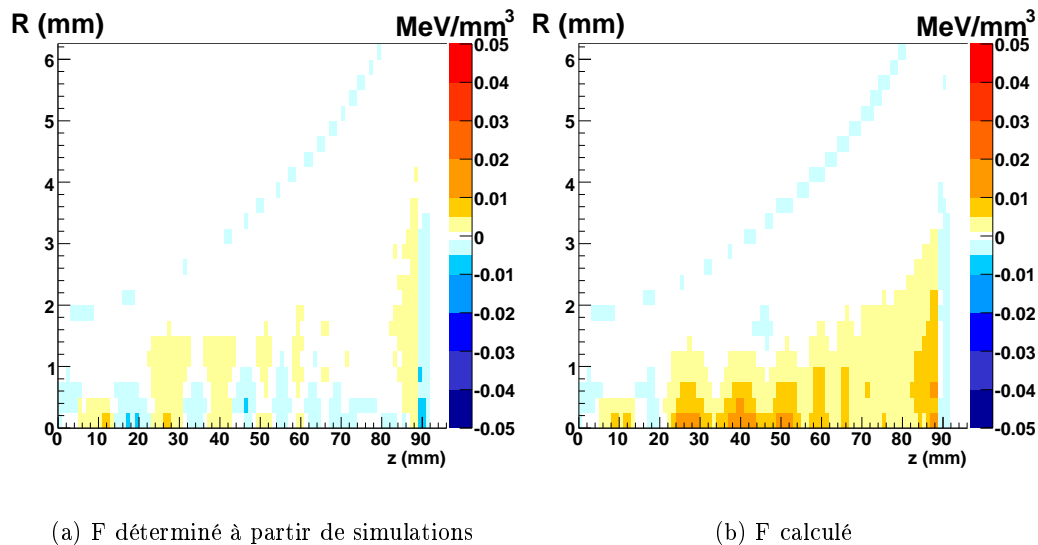 R (mm) MeV/mm³ R (mm) MeV/mm³
6 0.05 6 0.05
0.04 0.04
5 0.03 5 0.03
0.02 0.02
4 0.01 4 0.01
3 0 3 0
-0.01 -0.01
2 -0.02 2 -0.02
-0.03 -0.03
1 -0.04 1 -0.04
0 -0.05 0 -0.05
0 10 20 30 40 50 60 70 80 90 0 10 20 30 40 50 60 70 80 90
z (mm) z (mm)
(a) F déterminé à partir de simulations (b) F calculé